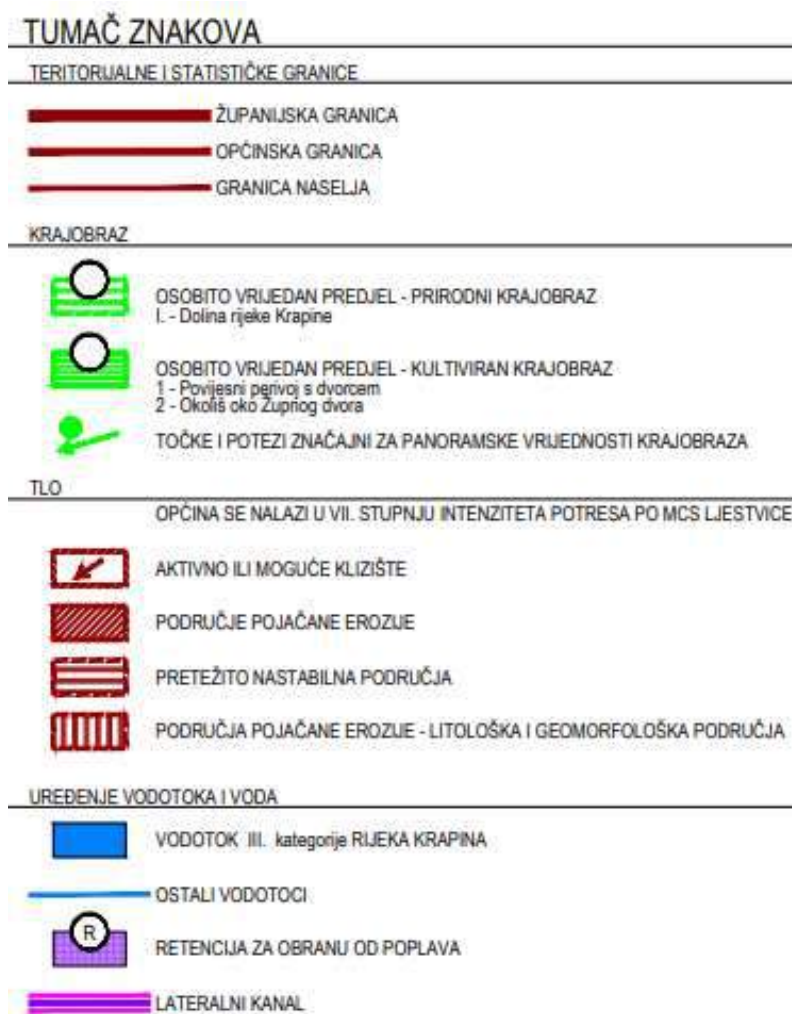 TUMAČ ZNAKOVA
TERITORIJALNE I STATISTIČKE GRANICE
ŽUPANIJSKA GRANICA
OPĆINSKA GRANICA
GRANICA NASELJA
KRAJOBRAZ
OSOBITO VRIJEDAN PREDJEL - PRIRODNI KRAJOBRAZ
I. - Dolina rijeke Krapine
OSOBITO VRIJEDAN PREDJEL - KULTIVIRAN KRAJOBRAZ
1 - Povijesni perivoj s dvorcem
2 - Okoliš oko Župnog dvora
TOČKE I POTEZI ZNAČAJNI ZA PANORAMSKE VRIJEDNOSTI KRAJOBRAZA
TLO
OPĆINA SE NALAZI U VII. STUPNJU INTENZITETA POTRESA PO MCS LJESTVICE
AKTIVNO ILI MOGUĆE KLIZIŠTE
PODRUČJE POJAČANE EROZIJE
PRETEŽITO NASTABILNA PODRUČJA
PODRUČJA POJAČANE EROZIJE - LITOLOŠKA I GEOMORFOLOŠKA PODRUČJA
UREĐENJE VODOTOKA I VODA
VODOTOK III. kategorije RIJEKA KRAPINA
OSTALI VODOTOCI
R RETENCIJA ZA OBRANU OD POPLAVA
LATERALNI KANAL